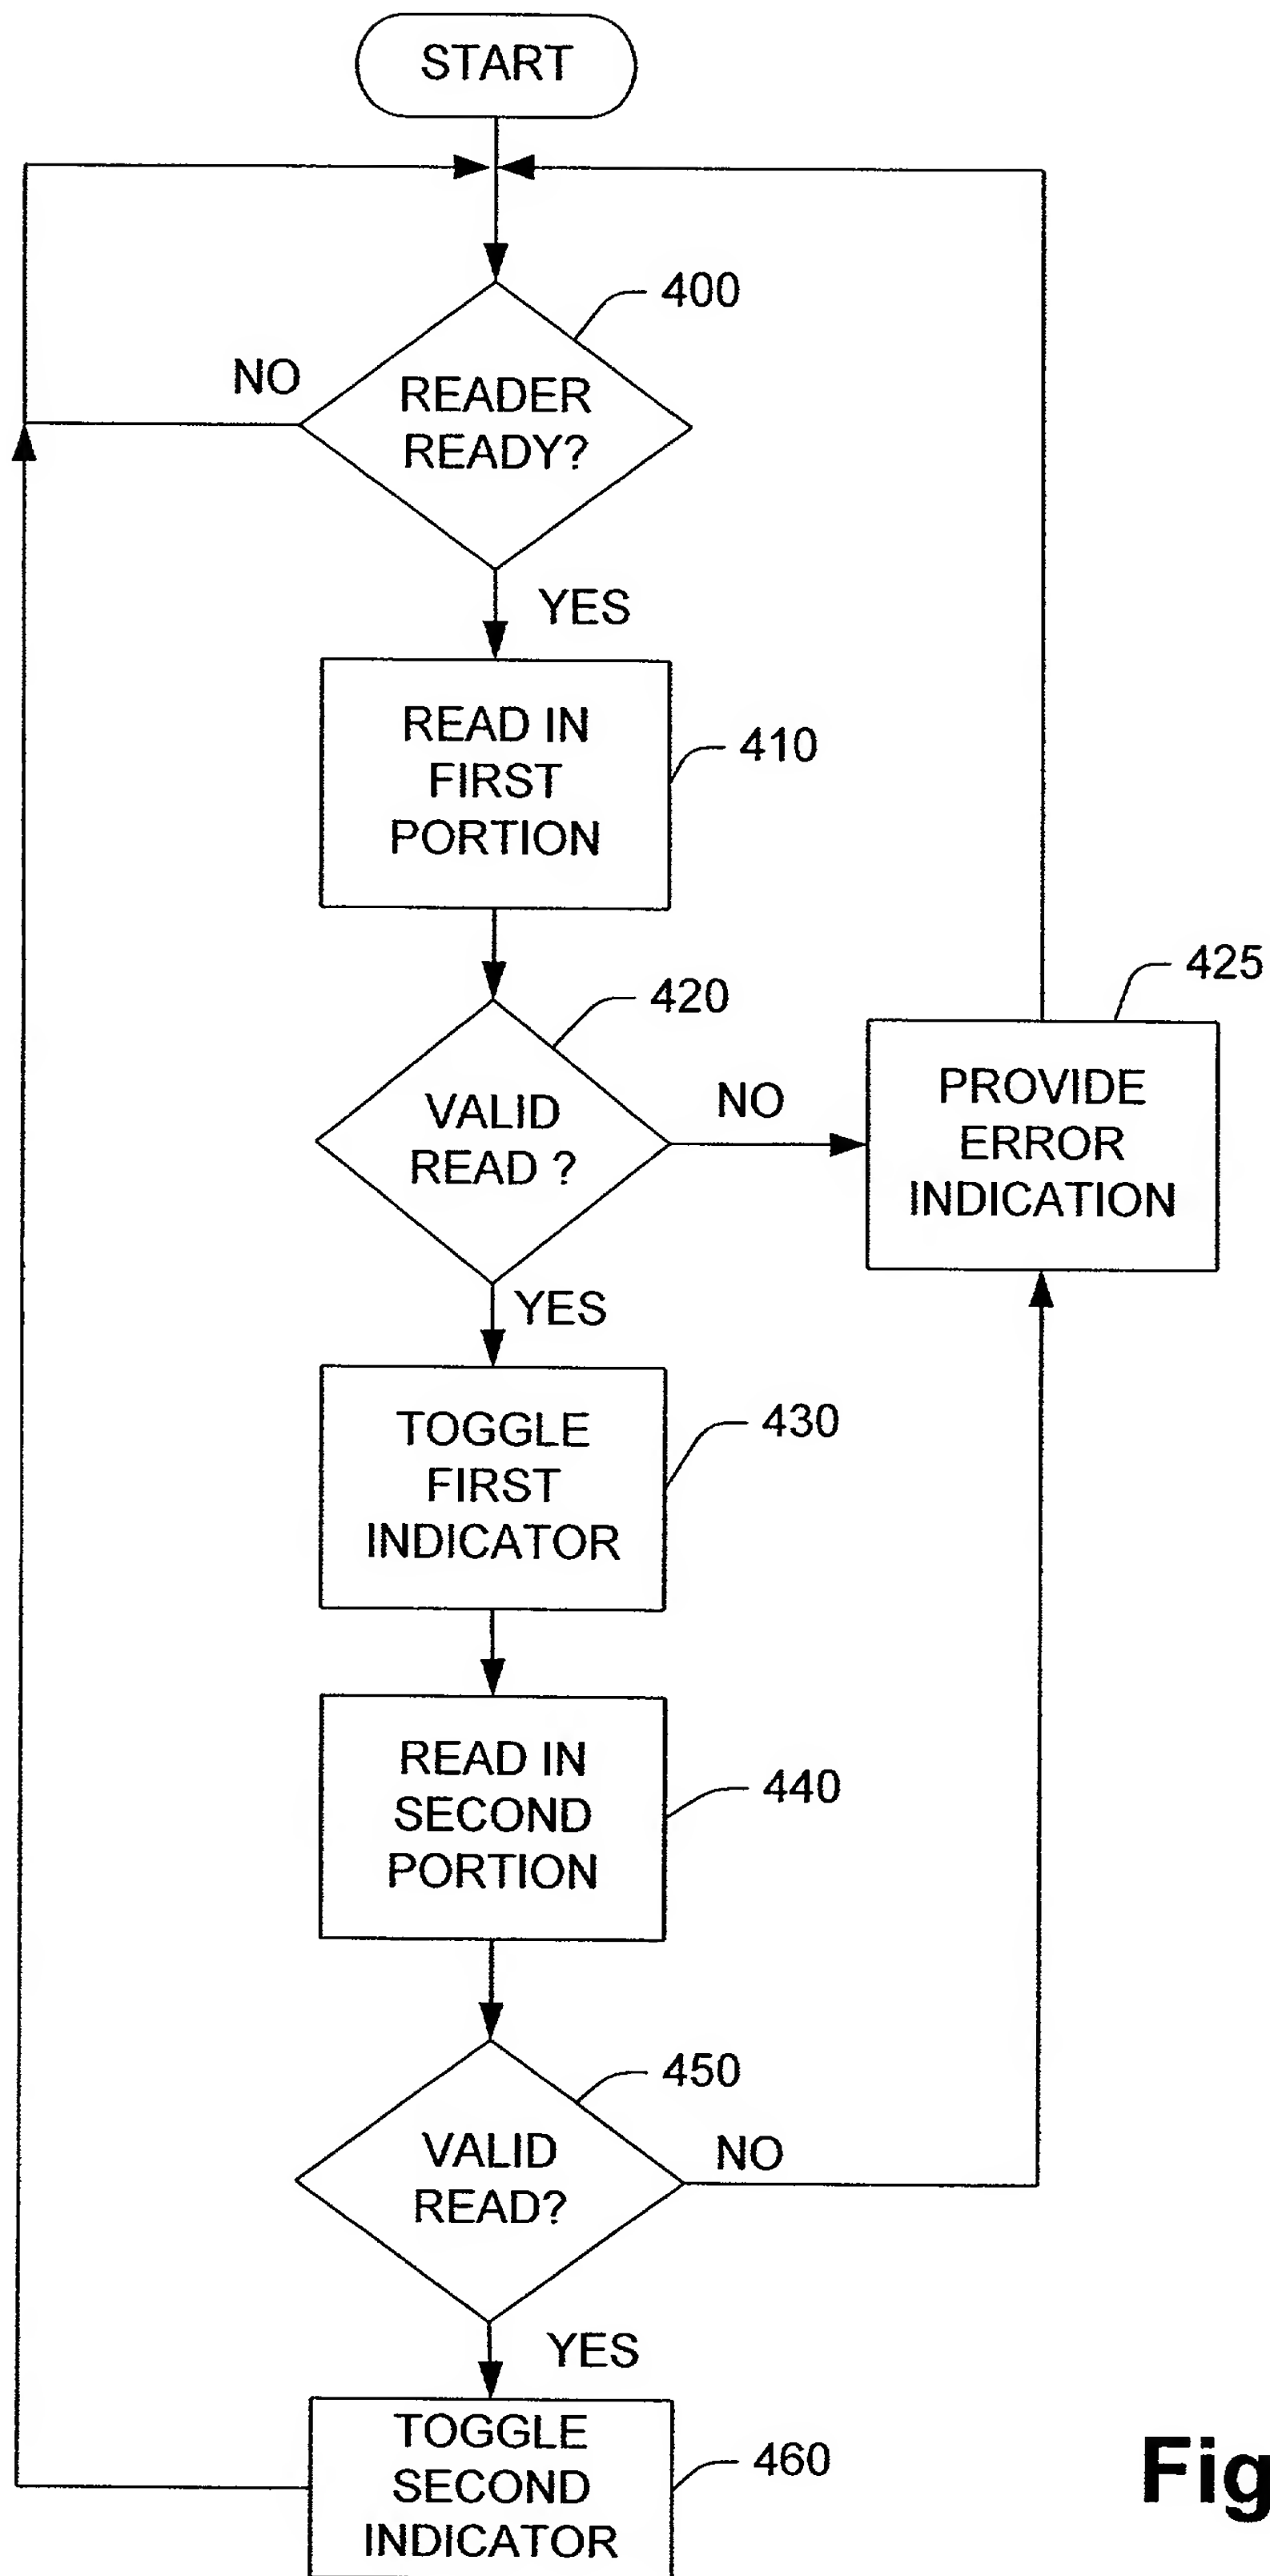 START
400
NO
READER
READY?
YES
READ IN
FIRST
PORTION
410
420
VALID
READ ?
NO
425
PROVIDE
ERROR
INDICATION
YES
TOGGLE
FIRST
INDICATOR
430
READ IN
SECOND
PORTION
440
450
VALID
READ?
NO
YES
TOGGLE
SECOND
INDICATOR
460
Fig